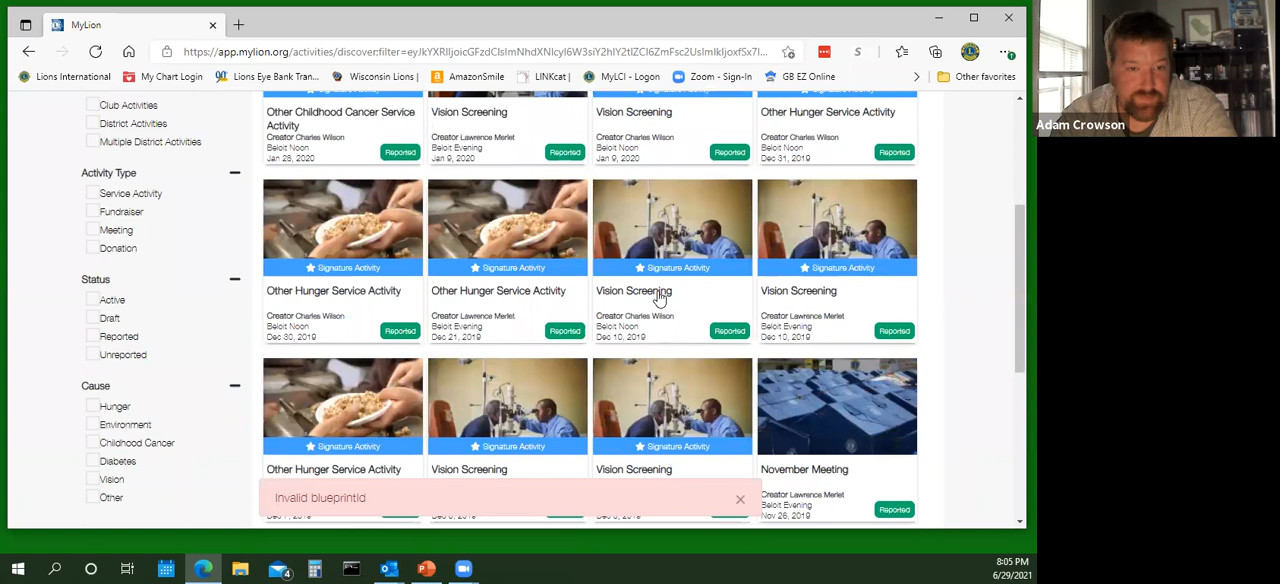 MyLion
https://app.mylion.org/activities/discover:filter=
Lions International
My Chart Login
Lions Eye Bank Tran...
Wisconsin Lions |
AmazonSmile
LINKcat |
MyLCI - Logon
Zoom - Sign-In
GB EZ Online
Other favorites
Adam Crowson
Club Activities
District Activities
Multiple District Activities
Activity Type
Service Activity
Fundraiser
Meeting
Donation
Status
Active
Draft
Reported
Unreported
Cause
Hunger
Environment
Childhood Cancer
Diabetes
Vision
Other
Other Childhood Cancer Service
Activity
Creator Charles Wilson
Beloit Noon
Jan 28, 2020
Reported
Vision Screening
Creator Lawrence Merlet
Beloit Evening
Jan 9, 2020
Reported
Vision Screening
Creator Charles Wilson
Beloit Noon
Jan 9, 2020
Reported
Other Hunger Service Activity
Creator Charles Wilson
Beloit Noon
Dec 31, 2019
Reported
Signature Activity
Other Hunger Service Activity
Creator Charles Wilson
Beloit Noon
Dec 30, 2019
Reported
Signature Activity
Other Hunger Service Activity
Creator Lawrence Merlet
Beloit Evening
Dec 21, 2019
Reported
Signature Activity
Vision Screening
Creator Charles Wilson
Beloit Noon
Dec 10, 2019
Reported
Signature Activity
Vision Screening
Creator Lawrence Merlet
Beloit Evening
Dec 10, 2019
Reported
Signature Activity
Other Hunger Service Activity
Signature Activity
Vision Screening
Signature Activity
Vision Screening
November Meeting
Creator Lawrence Merlet
Beloit Evening
Nov 26, 2019
Reported
Invalid blueprintId
4
8:05 PM
6/29/2021